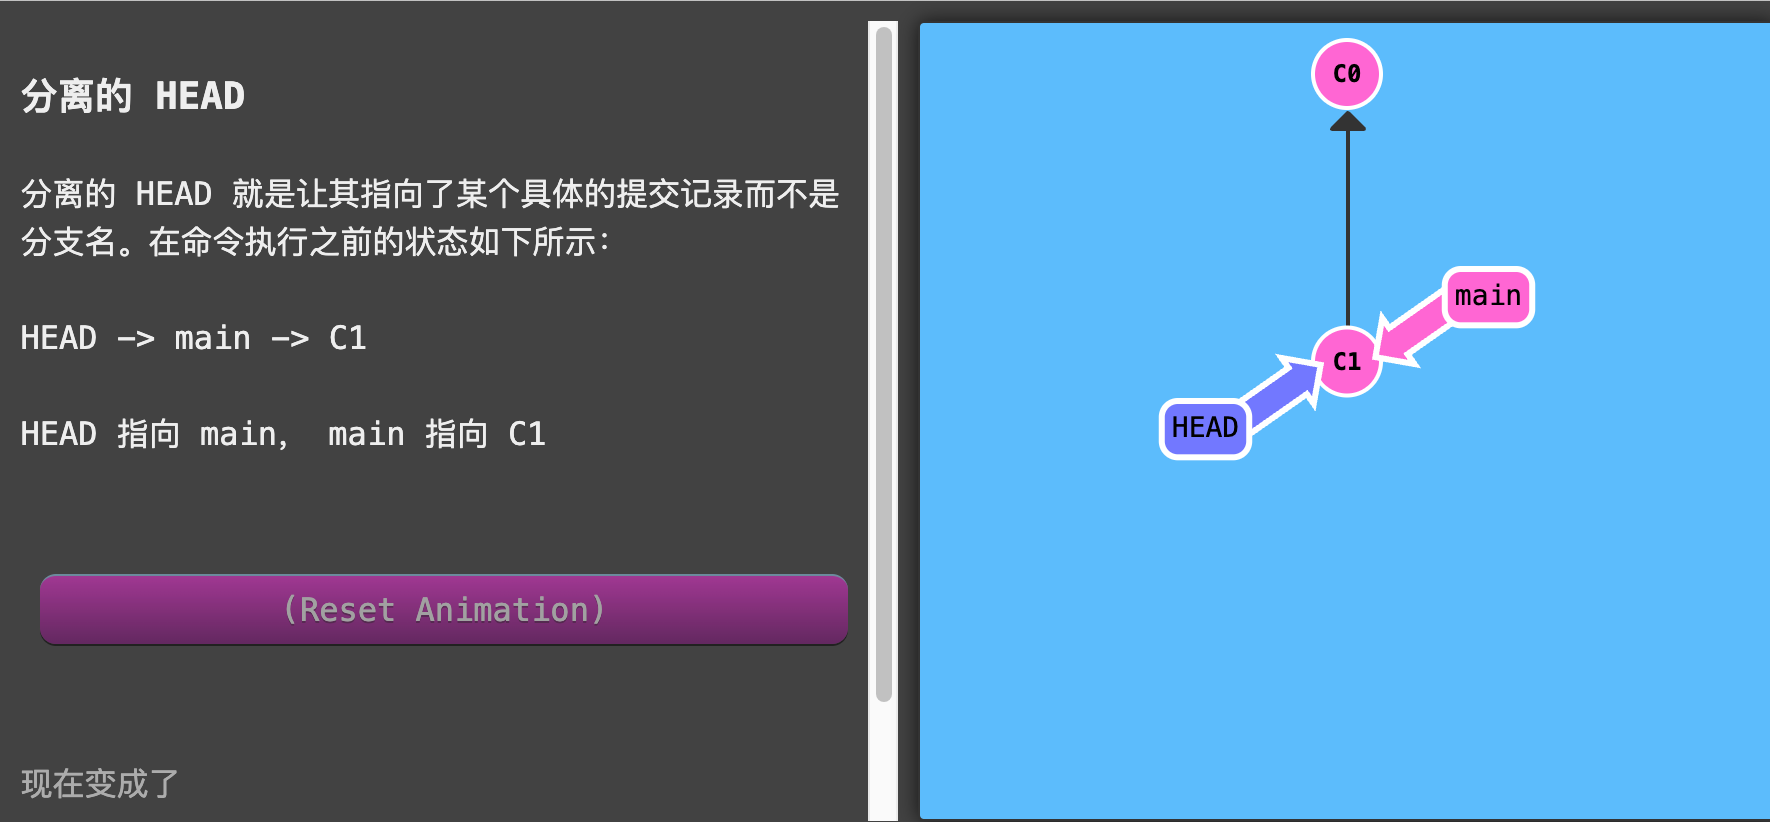 分离的 HEAD
分离的 HEAD 就是让其指向了某个具体的提交记录而不是
分支名。在命令执行之前的状态如下所示：
HEAD -> main -> C1
HEAD 指向 main， main 指向 C1
(Reset Animation)
现在变成了
C0
main
C1
HEAD